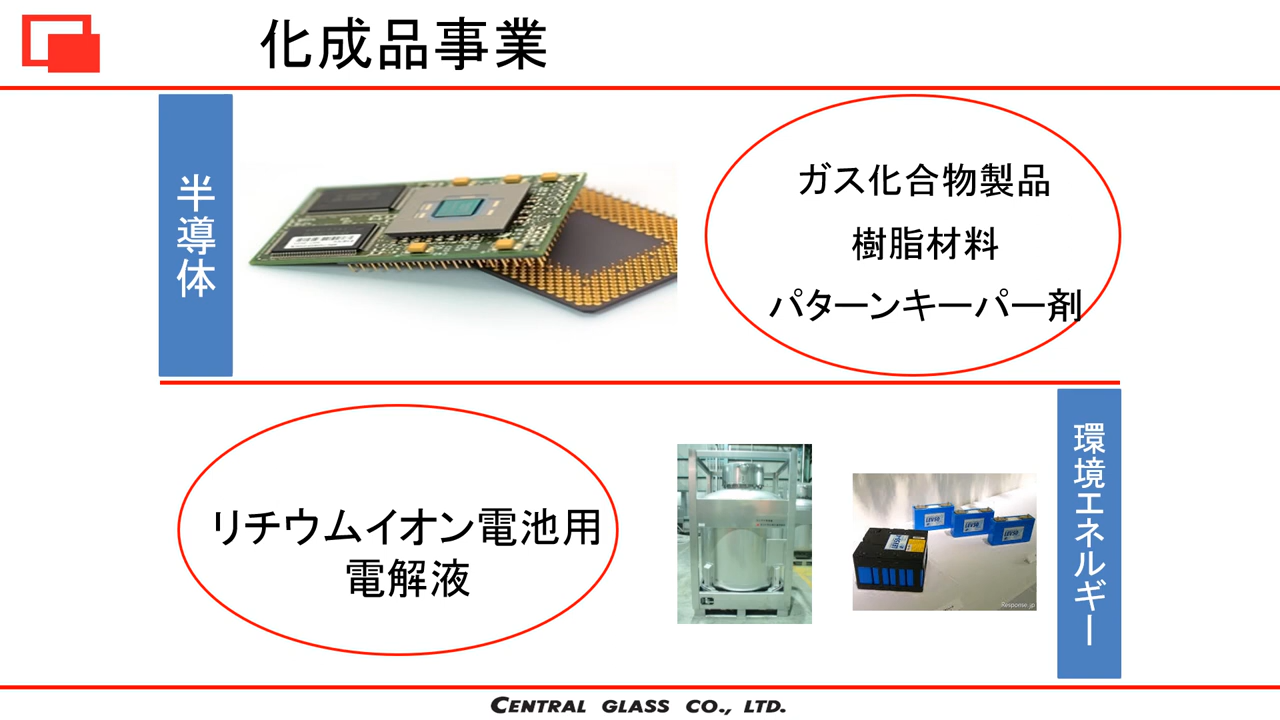 化成品事業
半導体
ガス化合物製品
樹脂材料
パターンキーパー剤
リチウムイオン電池用
電解液
環境エネルギー
Response.jp
CENTRAL GLASS CO., LTD.